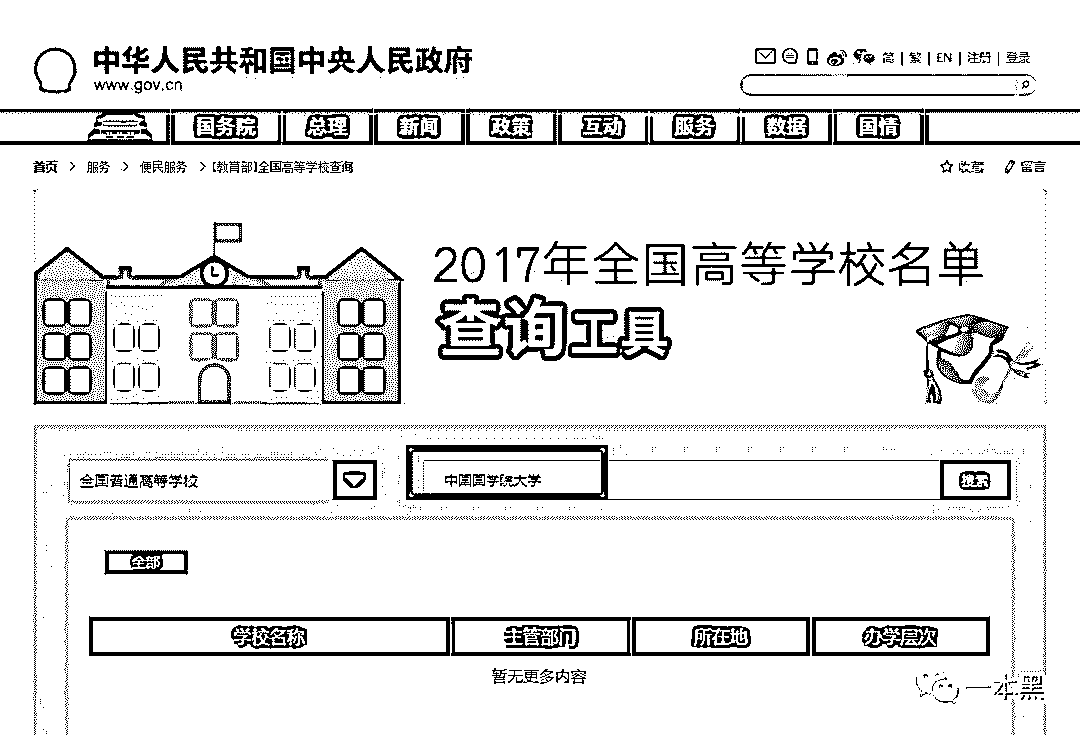 中华人民共和国中央人民政府
www.gov.cn
简 | 繁 | EN | 注册 | 登录
国务院 总理 新闻 政策 互动 服务 数据 国情
首页 > 服务 > 便民服务 > 【教育部】全国高等学校查询
收藏 留言
2017年全国高等学校名单
查询工具
全国普通高等学校
中国国学院大学
搜索
全部
学校名称 主管部门 所在地 办学层次
暂无更多内容
一本黑